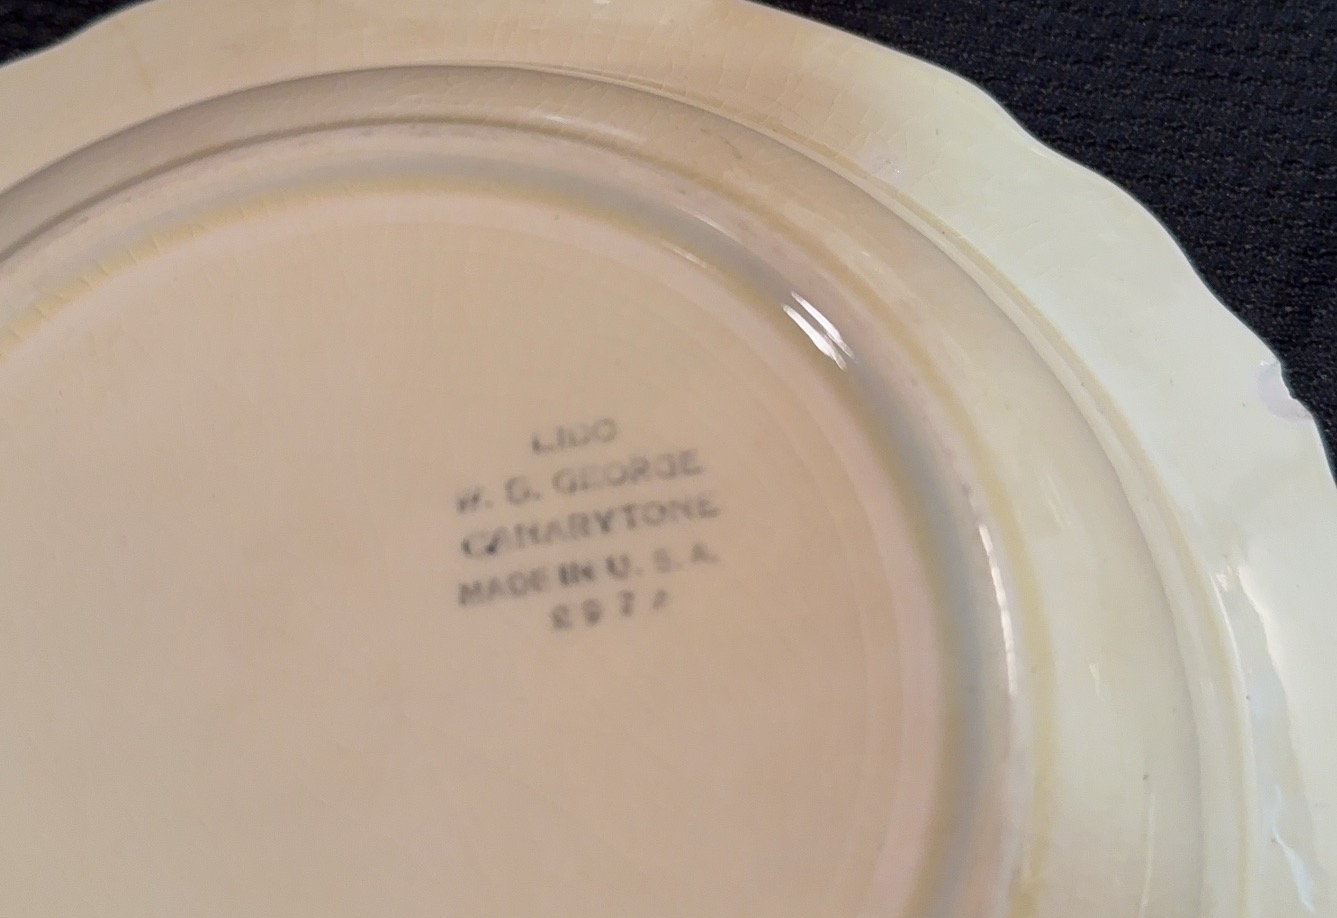 LIDO
W. S. GEORGE
CANARYTONE
MADE IN U. S. A.